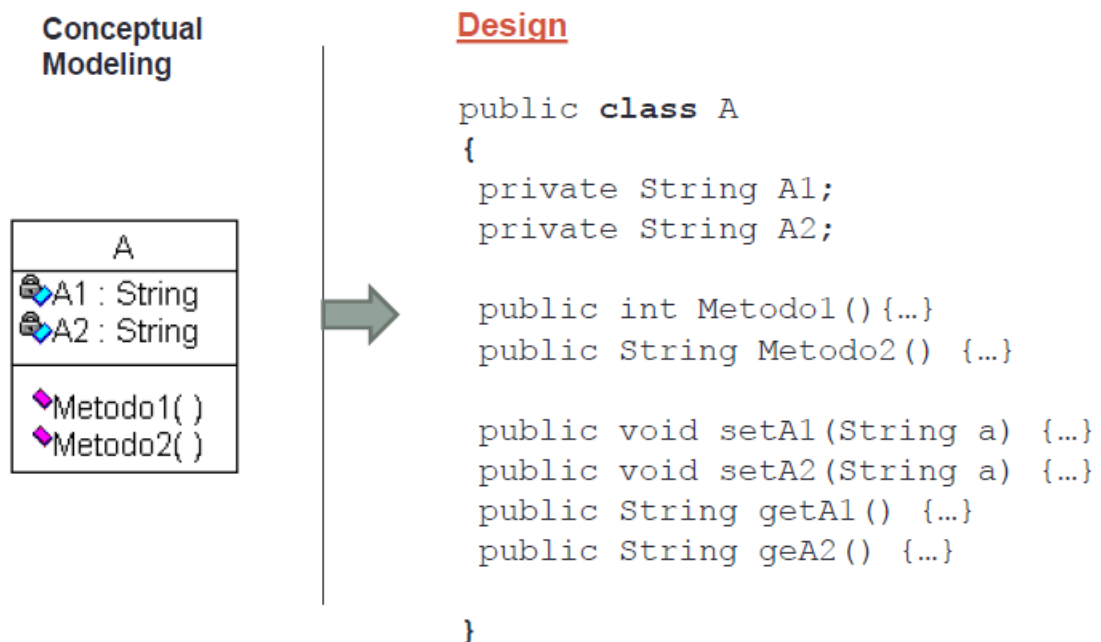 Conceptual
Modeling
A
A1 : String
A2 : String
Metodo1( )
Metodo2( )
Design
public class A
{
private String A1;
private String A2;
public int Metodo1(){…}
public String Metodo2() {…}
public void setA1(String a) {…}
public void setA2(String a) {…}
public String getA1() {…}
public String geA2() {…}
}